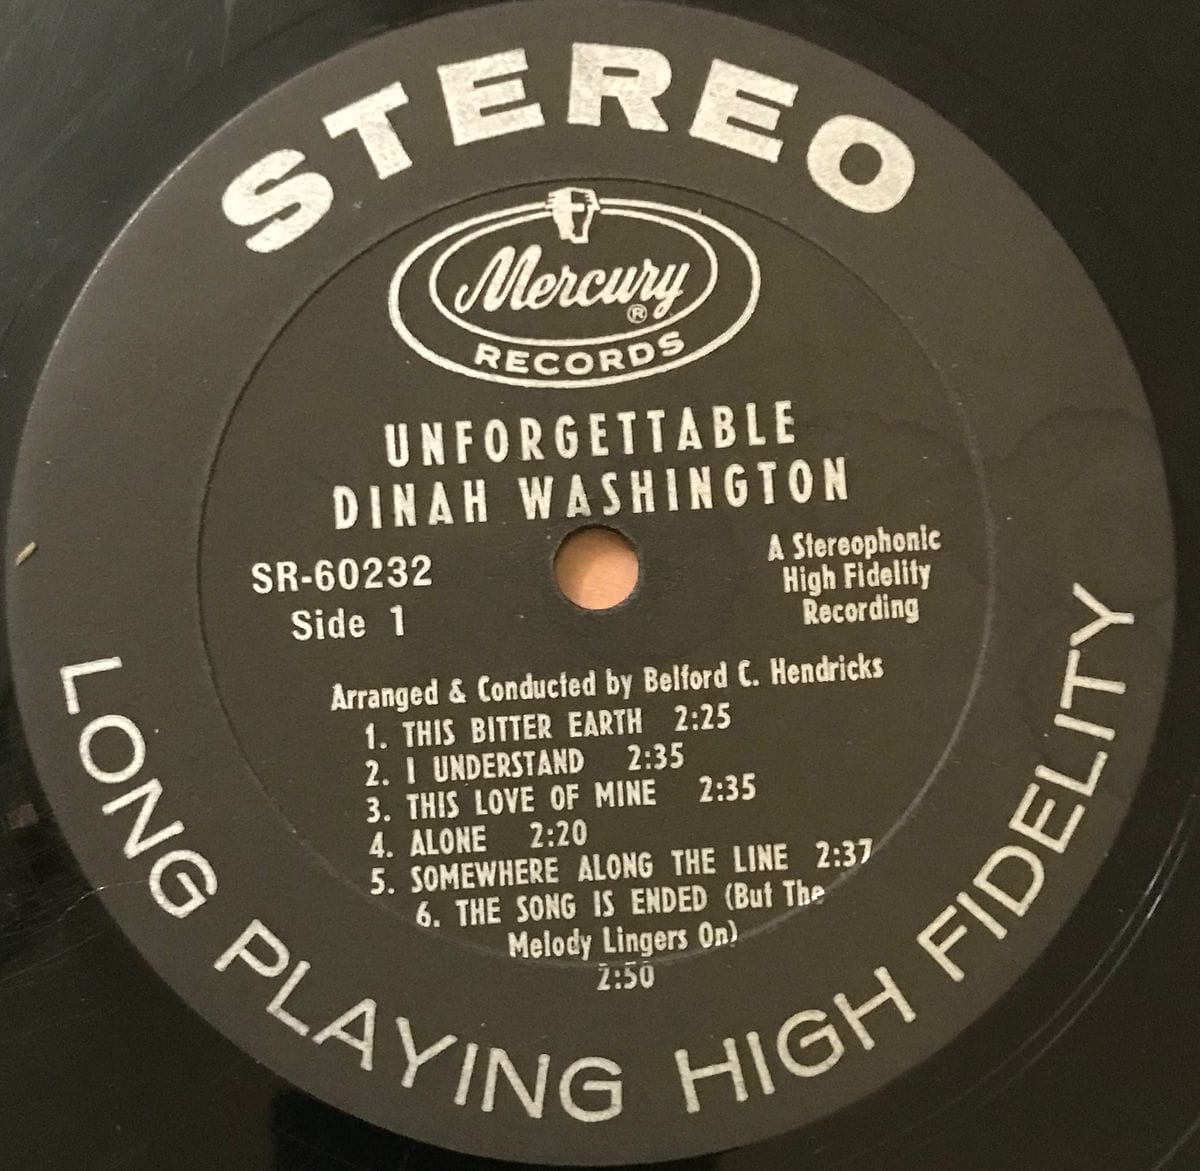 STEREO
Mercury ®
RECORDS
UNFORGETTABLE
DINAH WASHINGTON
SR-60232
Side 1
A Stereophonic
High Fidelity
Recording
Arranged & Conducted by Belford C. Hendricks
1. THIS BITTER EARTH 2:25
2. I UNDERSTAND 2:35
3. THIS LOVE OF MINE 2:35
4. ALONE 2:20
5. SOMEWHERE ALONG THE LINE 2:37
6. THE SONG IS ENDED (But The
Melody Lingers On)
2:50
LONG PLAYING HIGH FIDELITY